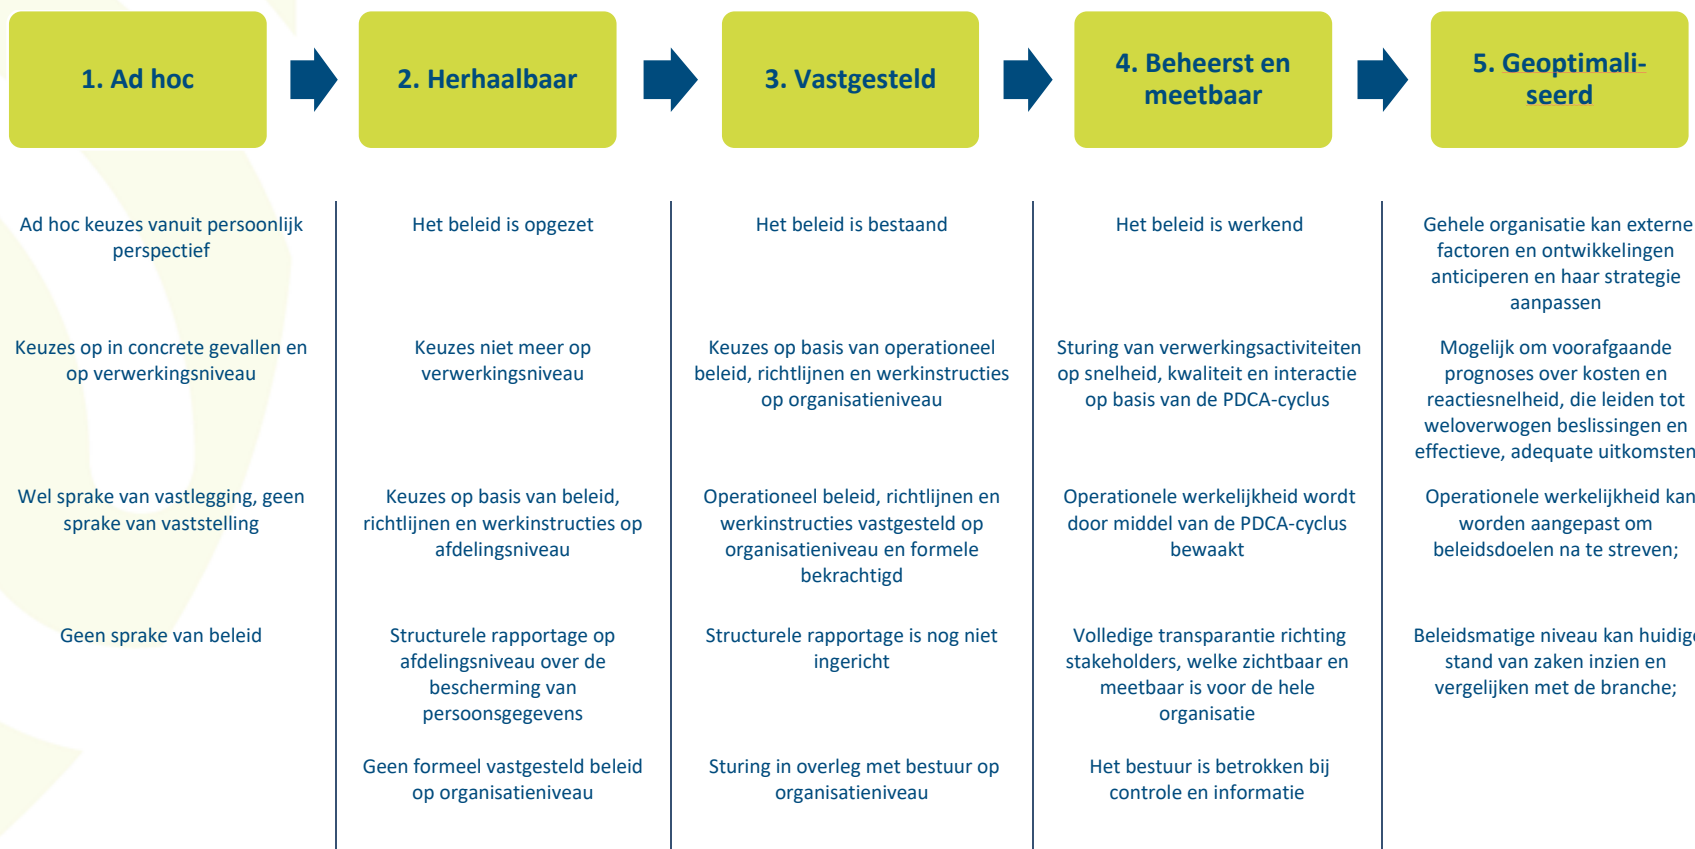 1. Ad hoc
2. Herhaalbaar
3. Vastgesteld
4. Beheerst en
meetbaar
5. Geoptimali-
seerd
Ad hoc keuzes vanuit persoonlijk
perspectief
Keuzes op in concrete gevallen en
op verwerkingsniveau
Wel sprake van vastlegging, geen
sprake van vaststelling
Geen sprake van beleid
Het beleid is opgezet
Keuzes niet meer op
verwerkingsniveau
Keuzes op basis van beleid,
richtlijnen en werkinstructies op
afdelingsniveau
Structurele rapportage op
afdelingsniveau over de
bescherming van
persoonsgegevens
Geen formeel vastgesteld beleid
op organisatieniveau
Het beleid is bestaand
Keuzes op basis van operationeel
beleid, richtlijnen en werkinstructies
op organisatieniveau
Operationeel beleid, richtlijnen en
werkinstructies vastgesteld op
organisatieniveau en formele
bekrachtigd
Structurele rapportage is nog niet
ingericht
Sturing in overleg met bestuur op
organisatieniveau
Het beleid is werkend
Sturing van verwerkingsactiviteiten
op snelheid, kwaliteit en interactie
op basis van de PDCA-cyclus
Operationele werkelijkheid wordt
door middel van de PDCA-cyclus
bewaakt
Volledige transparantie richting
stakeholders, welke zichtbaar en
meetbaar is voor de hele
organisatie
Het bestuur is betrokken bij
controle en informatie
Gehele organisatie kan externe
factoren en ontwikkelingen
anticiperen en haar strategie
aanpassen
Mogelijk om voorafgaande
prognoses over kosten en
reactiesnelheid, die leiden tot
weloverwogen beslissingen en
effectieve, adequate uitkomsten
Operationele werkelijkheid kan
worden aangepast om
beleidsdoelen na te streven;
Beleidsmatige niveau kan huidige
stand van zaken inzien en
vergelijken met de branche;